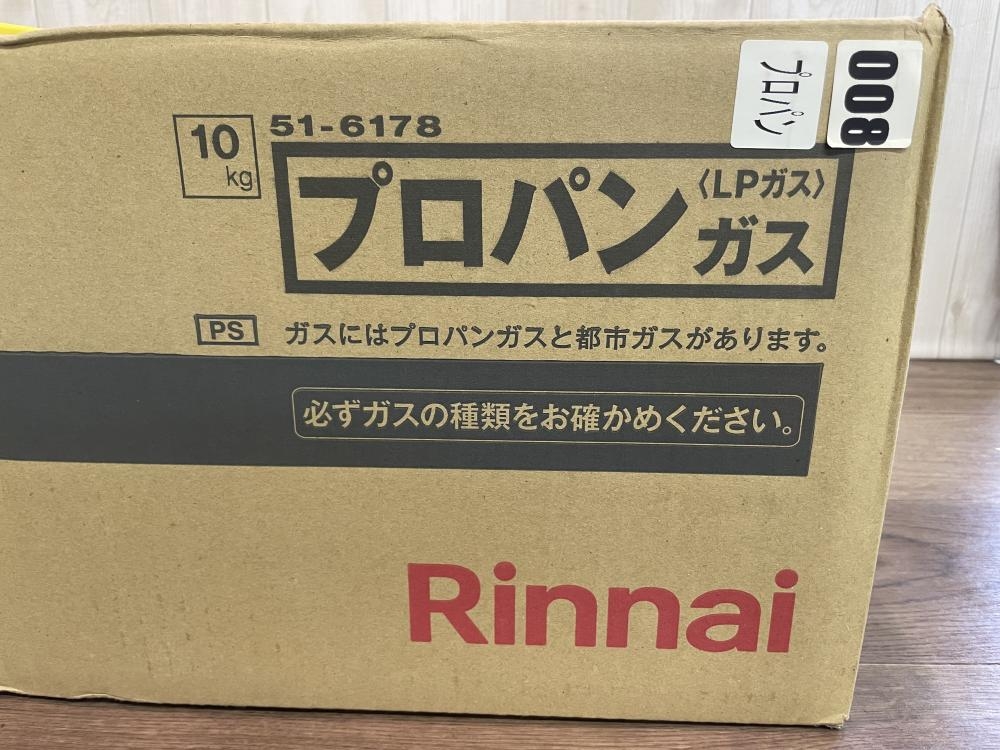 008
プロパン
10
kg
51-6178
プロパン
〈LPガス〉
ガス
PS
ガスにはプロパンガスと都市ガスがあります。
必ずガスの種類をお確かめください。
Rinnai